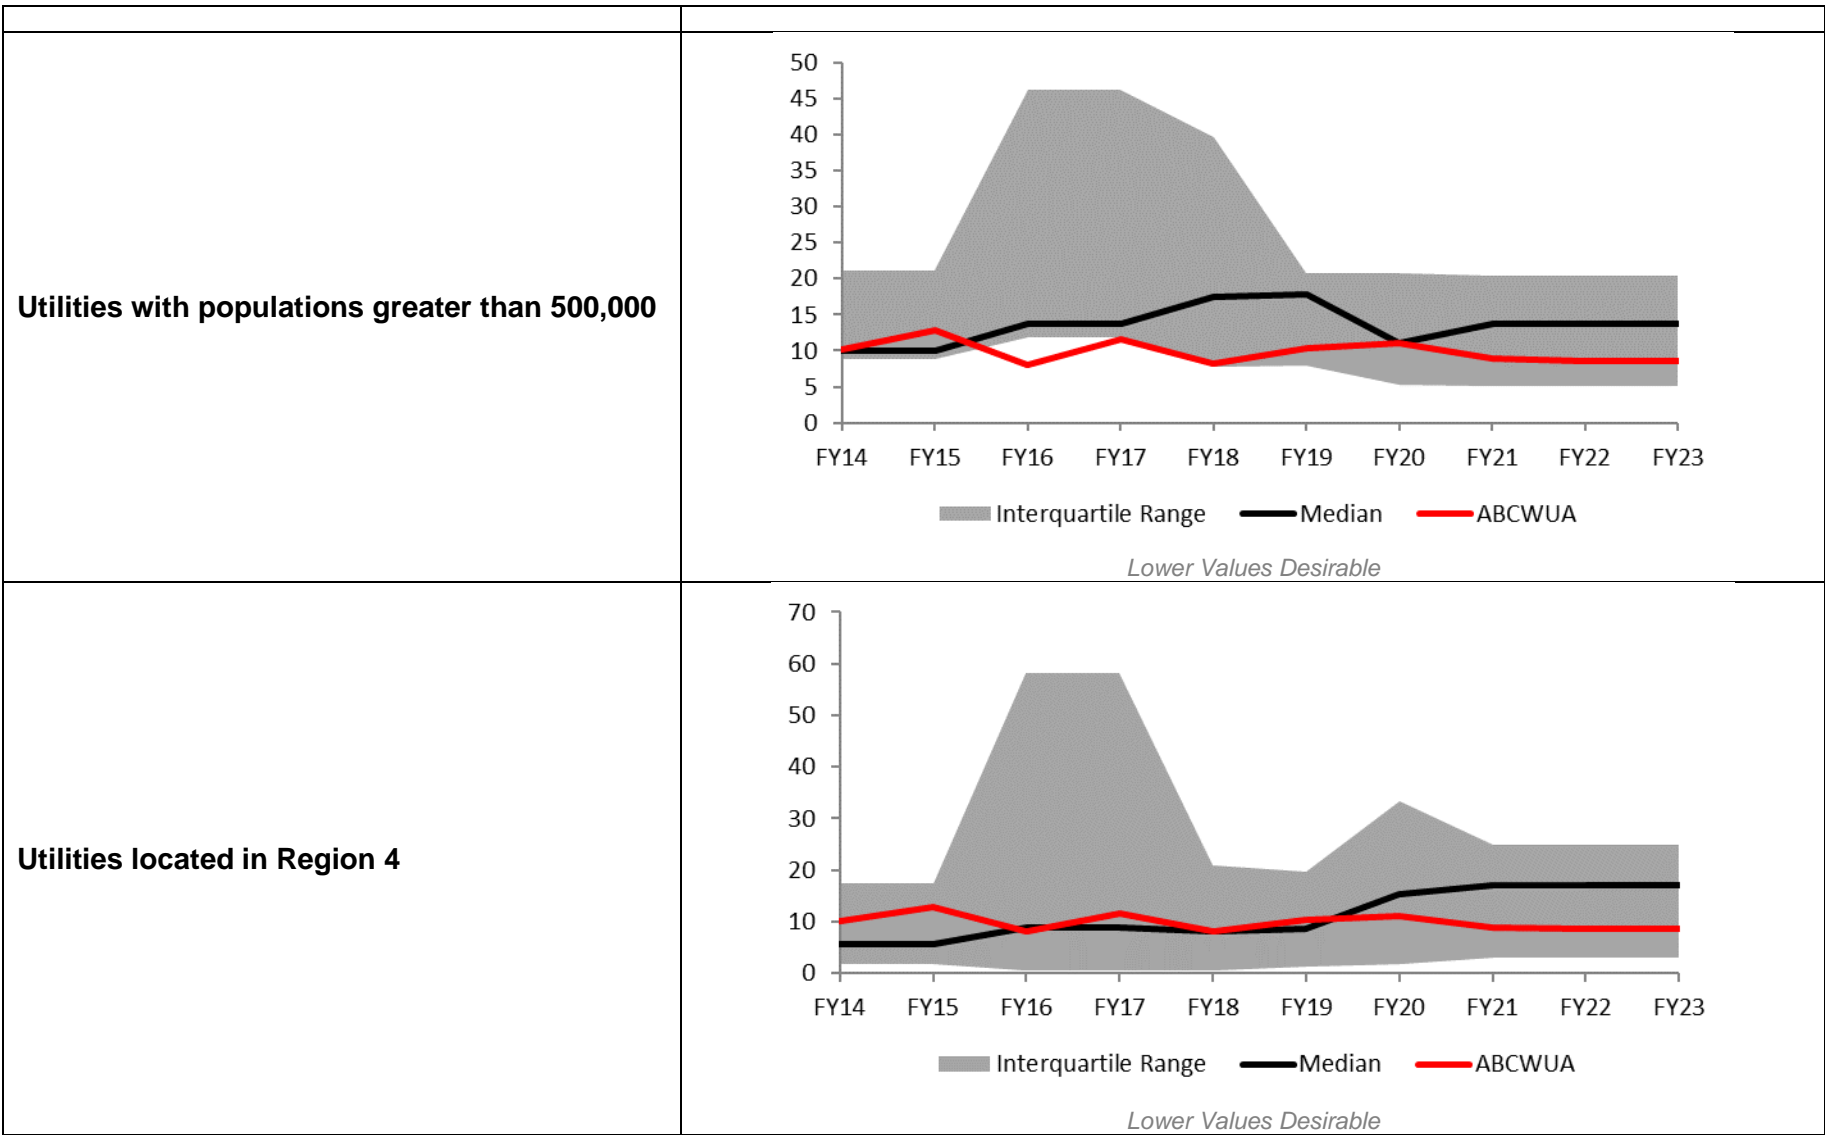 Utilities with populations greater than 500,000
50
45
40
35
30
25
20
15
10
5
0
FY14 FY15 FY16 FY17 FY18 FY19 FY20 FY21 FY22 FY23
Interquartile Range Median ABCWUA
Lower Values Desirable
Utilities located in Region 4
70
60
50
40
30
20
10
0
FY14 FY15 FY16 FY17 FY18 FY19 FY20 FY21 FY22 FY23
Interquartile Range Median ABCWUA
Lower Values Desirable